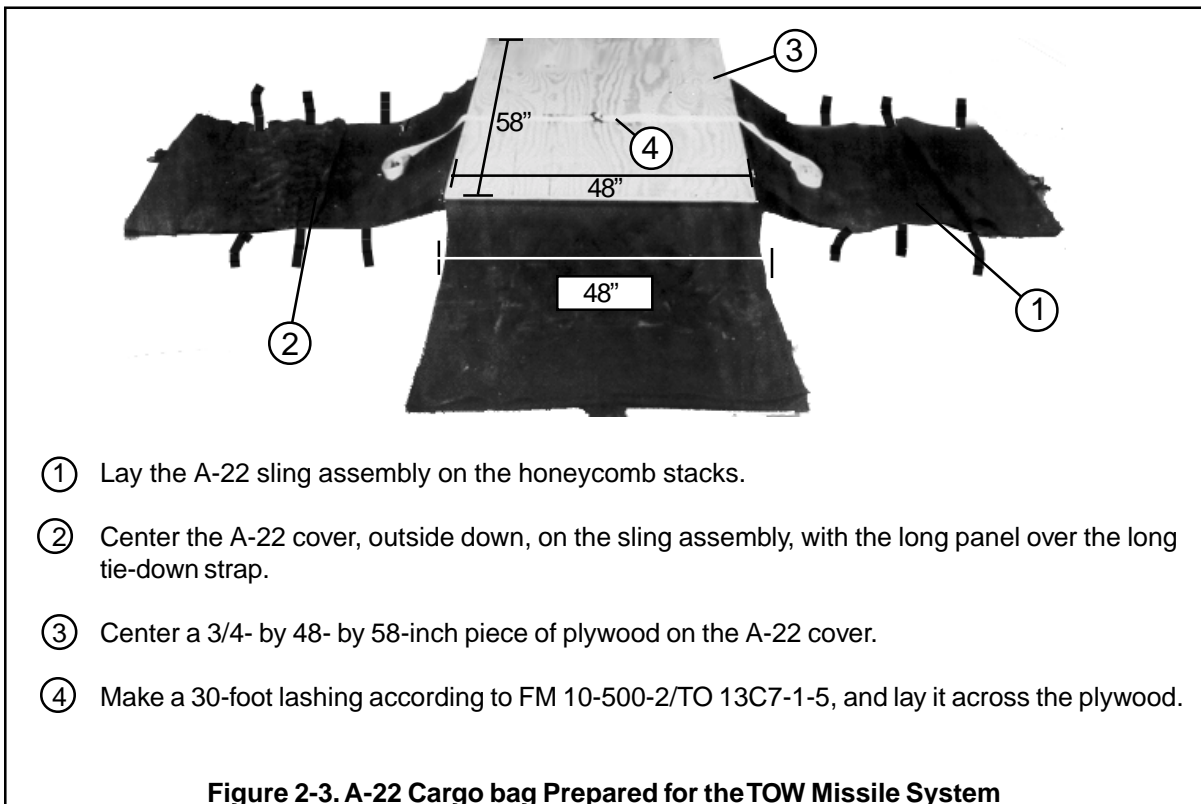 3
58”
4
48”
48”
2
1
1 Lay the A-22 sling assembly on the honeycomb stacks.
2 Center the A-22 cover, outside down, on the sling assembly, with the long panel over the long
tie-down strap.
3 Center a 3/4- by 48- by 58-inch piece of plywood on the A-22 cover.
4 Make a 30-foot lashing according to FM 10-500-2/TO 13C7-1-5, and lay it across the plywood.
Figure 2-3. A-22 Cargo bag Prepared for the TOW Missile System